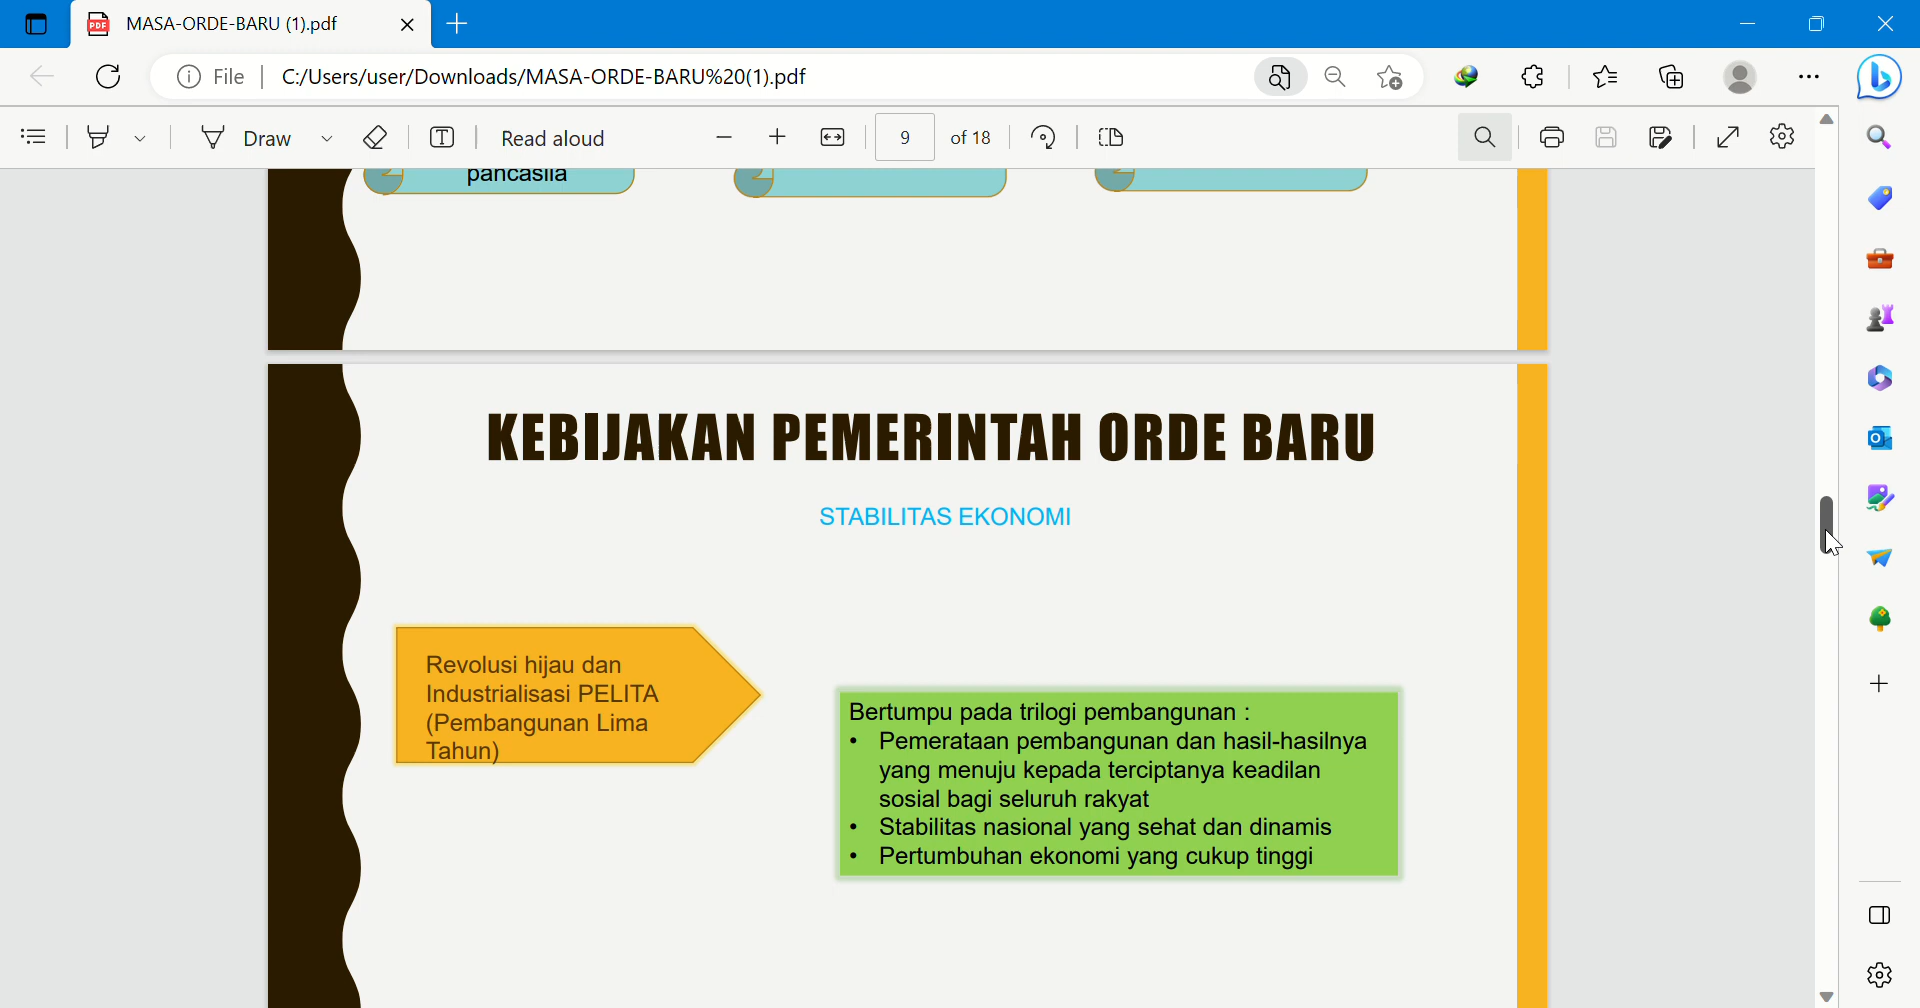 MASA-ORDE-BARU (1).pdf
File C:/Users/user/Downloads/MASA-ORDE-BARU%20(1).pdf
Draw Read aloud 9 of 18
pancasila
KEBIJAKAN PEMERINTAH ORDE BARU
STABILITAS EKONOMI
Revolusi hijau dan
Industrialisasi PELITA
(Pembangunan Lima
Tahun)
Bertumpu pada trilogi pembangunan :
• Pemerataan pembangunan dan hasil-hasilnya
yang menuju kepada terciptanya keadilan
sosial bagi seluruh rakyat
• Stabilitas nasional yang sehat dan dinamis
• Pertumbuhan ekonomi yang cukup tinggi